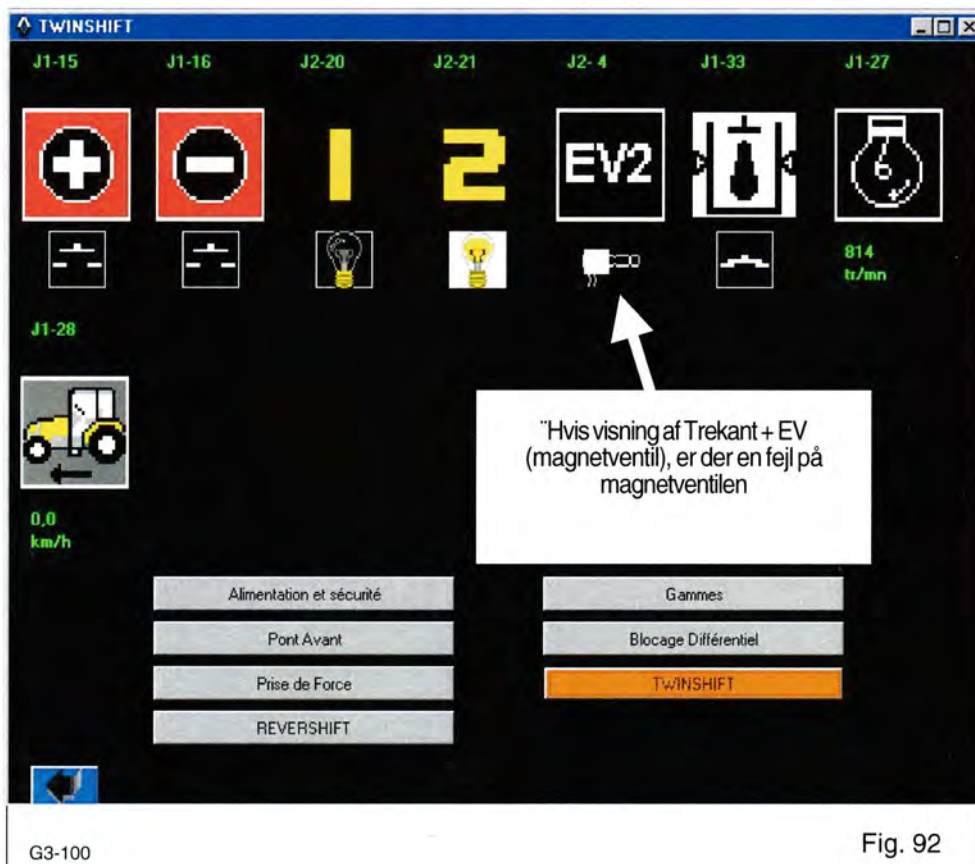 TWINSHIFT
J1-15 J1-16 J2-20 J2-21 J2- 4 J1-33 J1-27
1 2 EV2 6
814
tr/mn
J1-28
¨Hvis visning af Trekant + EV
(magnetventil), er der en fejl på
magnetventilen
0,0
km/h
Alimentation et sécurité Gammes
Pont Avant Blocage Différentiel
Prise de Force TWINSHIFT
REVERSHIFT
G3-100 Fig. 92